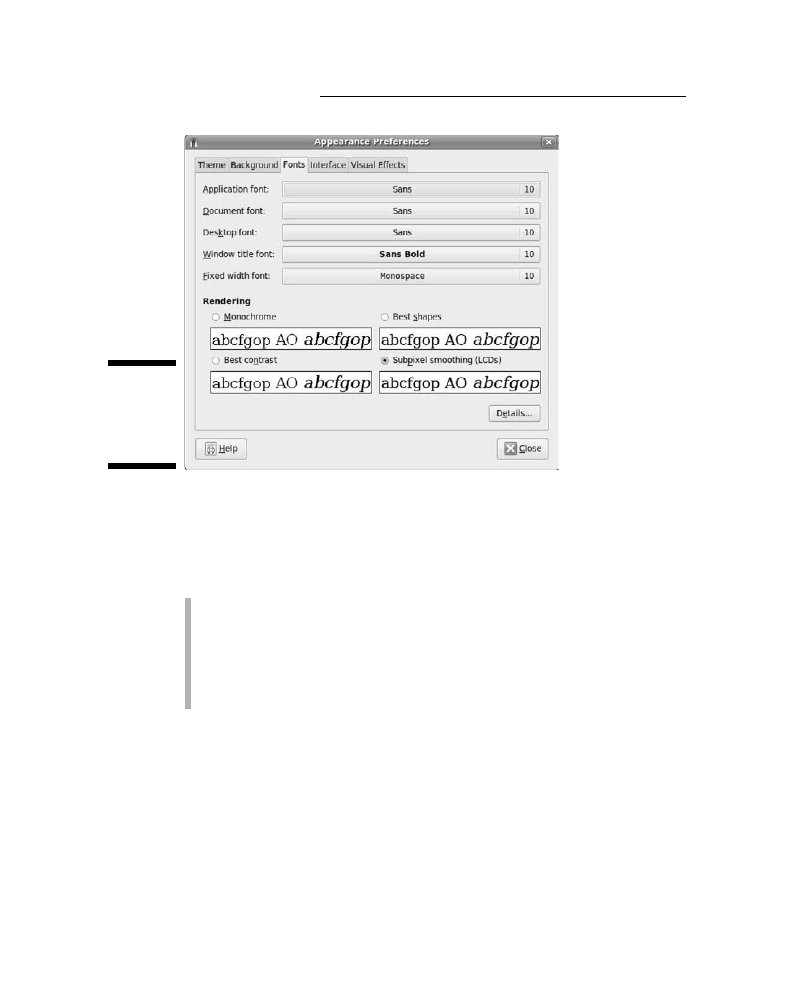 Appearance Preferences
Theme Background Fonts Interface Visual Effects
Application font: Sans 10
Document font: Sans 10
Desktop font: Sans 10
Window title font: Sans Bold 10
Fixed width font: Monospace 10
Rendering
Monochrome Best shapes
abcfgop AO abcfgop abcfgop AO abcfgop
Best contrast Subpixel smoothing (LCDs)
abcfgop AO abcfgop abcfgop AO abcfgop
Details...
Help Close